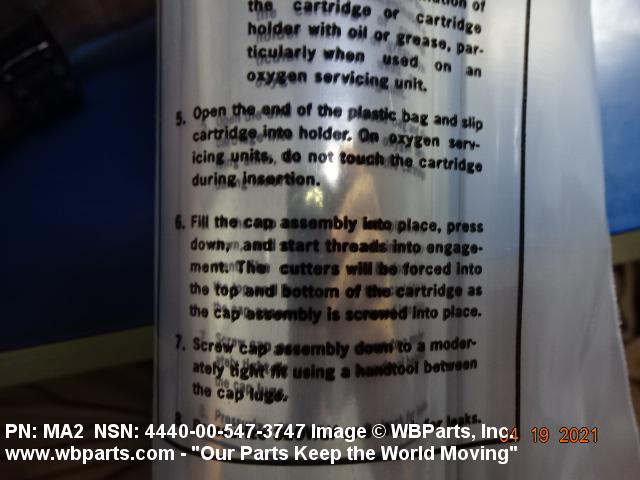 the cartridge or cartridge
holder with oil or grease, par-
ticularly when used on an
oxygen servicing unit.
5. Open the end of the plastic bag and slip
cartridge into holder. On oxygen serv-
icing units, do not touch the cartridge
during insertion.
6. Fill the cap assembly into place, press
down, and start threads into engage-
ment. The cutters will be forced into
the top and bottom of the cartridge as
the cap assembly is screwed into place.
7. Screw cap assembly down to a moder-
ately tight fit using a handtool between
the cap lugs.
leaks.
PN: MA2 NSN: 4440-00-547-3747 Image © WBParts, Inc.
04 19 2021
www.wbparts.com - "Our Parts Keep the World Moving"